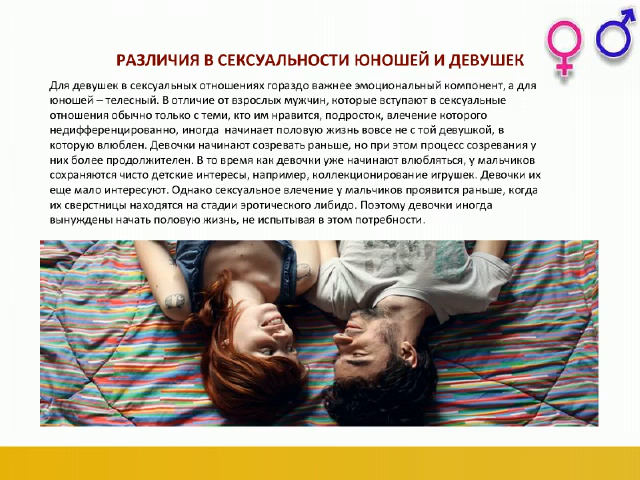 РАЗЛИЧИЯ В СЕКСУАЛЬНОСТИ ЮНОШЕЙ И ДЕВУШЕК
Для девушек в сексуальных отношениях гораздо важнее эмоциональный компонент, а для
юношей – телесный. В отличие от взрослых мужчин, которые вступают в сексуальные
отношения обычно только с теми, кто им нравится, подросток, влечение которого
недифференцированно, иногда  начинает половую жизнь вовсе не с той девушкой, в
которую влюблен. Девочки начинают созревать раньше, но при этом процесс созревания у
них более продолжителен. В то время как девочки уже начинают влюбляться, у мальчиков
сохраняются чисто детские интересы, например, коллекционирование игрушек. Девочки их
еще мало интересуют. Однако сексуальное влечение у мальчиков проявится раньше, когда
их сверстницы находятся на стадии эротического либидо. Поэтому девочки иногда
вынуждены начать половую жизнь, не испытывая в этом потребности.